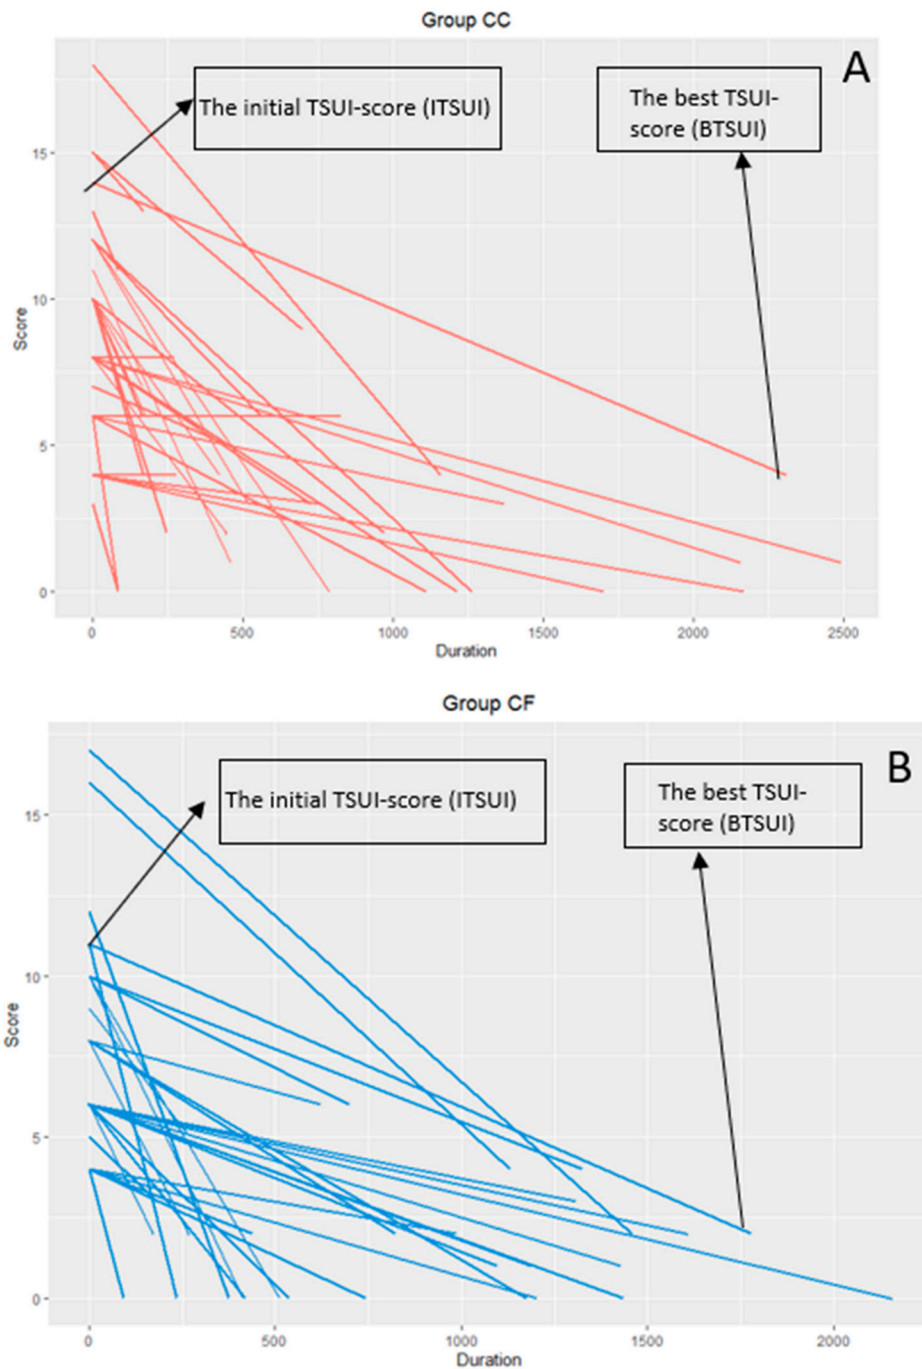 Group CC
A
The initial TSUI-score (ITSUI)
The best TSUI-
score (BTSUI)
15
10
5
0
Score
0 500 1000 1500 2000 2500
Duration
Group CF
B
The initial TSUI-score (ITSUI)
The best TSUI-
score (BTSUI)
15
10
5
0
Score
0 500 1000 1500 2000
Duration